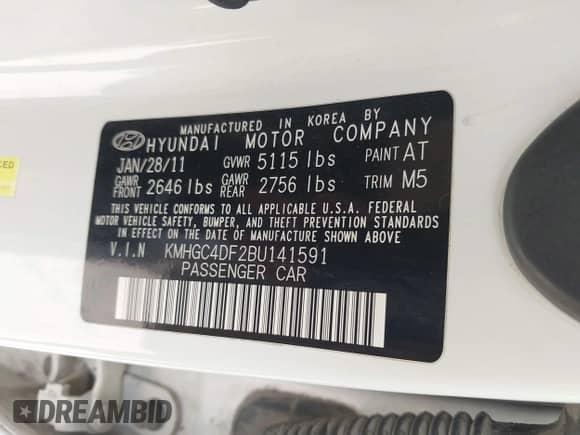 MANUFACTURED IN KOREA BY
HYUNDAI MOTOR COMPANY
JAN/28/11 GVWR 5115 lbs PAINT AT
GAWR FRONT 2646 lbs GAWR REAR 2756 lbs TRIM M5
THIS VEHICLE CONFORMS TO ALL APPLICABLE U.S.A. FEDERAL
MOTOR VEHICLE SAFETY, BUMPER, AND THEFT PREVENTION STANDARDS
IN EFFECT ON THE DATE OF MANUFACTURE SHOWN ABOVE.
V.I.N KMHGC4DF2BU141591
PASSENGER CAR
DREAMBID